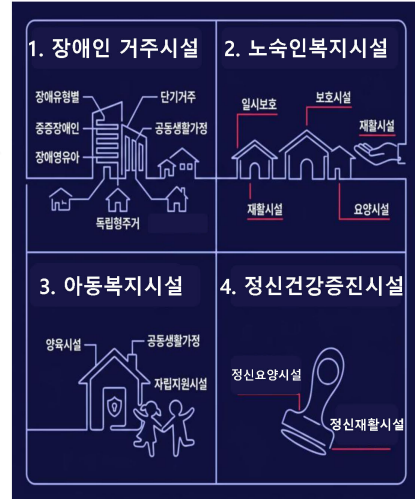 1. 장애인 거주시설
장애유형별
단기거주
중증장애인
공동생활가정
장애영유아
독립형주거
2. 노숙인복지시설
일시보호
보호시설
재활시설
재활시설
요양시설
3. 아동복지시설
양육시설
공동생활가정
자립지원시설
4. 정신건강증진시설
정신요양시설
정신재활시설